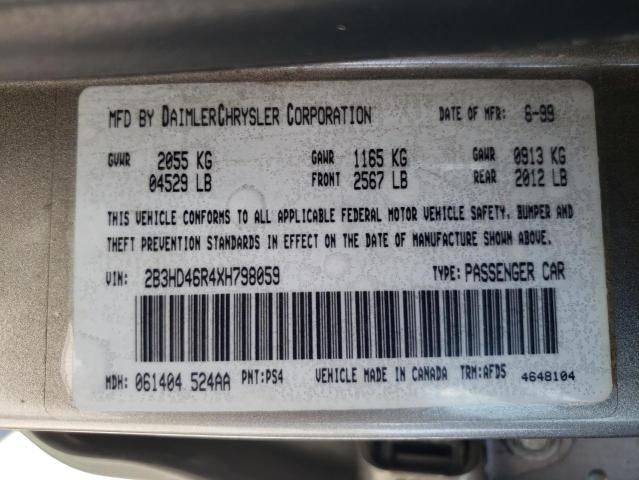 MFD BY DAIMLERCHRYSLER CORPORATION DATE OF MFR: 6-99
GVWR 2055 KG GAWR 1165 KG GAWR 0913 KG
04529 LB FRONT 2567 LB REAR 2012 LB
THIS VEHICLE CONFORMS TO ALL APPLICABLE FEDERAL MOTOR VEHICLE SAFETY, BUMPER AND
THEFT PREVENTION STANDARDS IN EFFECT ON THE DATE OF MANUFACTURE SHOWN ABOVE.
VIN: 2B3HD46R4XH798059 TYPE: PASSENGER CAR
MDH: 061404 524AA PNT: PS4 VEHICLE MADE IN CANADA TRM: AFD5 4648104